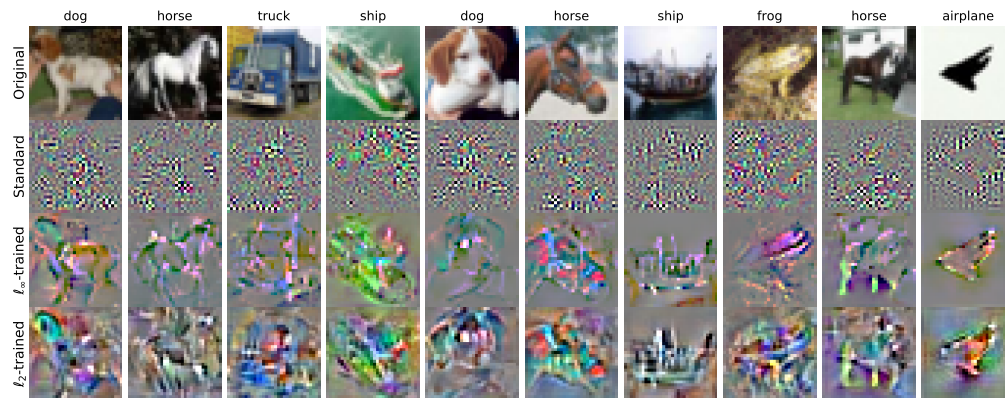 dog horse truck ship dog horse ship frog horse airplane
Original
Standard
ℓ∞-trained
ℓ2-trained